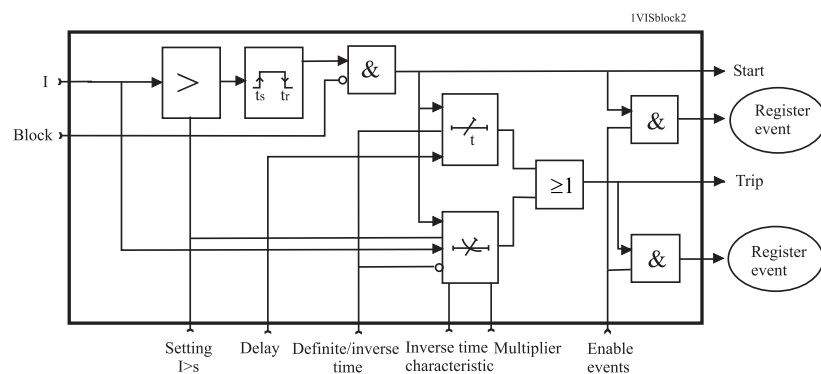 1VISblock2
I
>
ts tr
&
Start
Block
t
&
Register
event
≥1
Trip
&
Register
event
Setting
I>s
Delay
Definite/inverse
time
Inverse time
characteristic
Multiplier
Enable
events